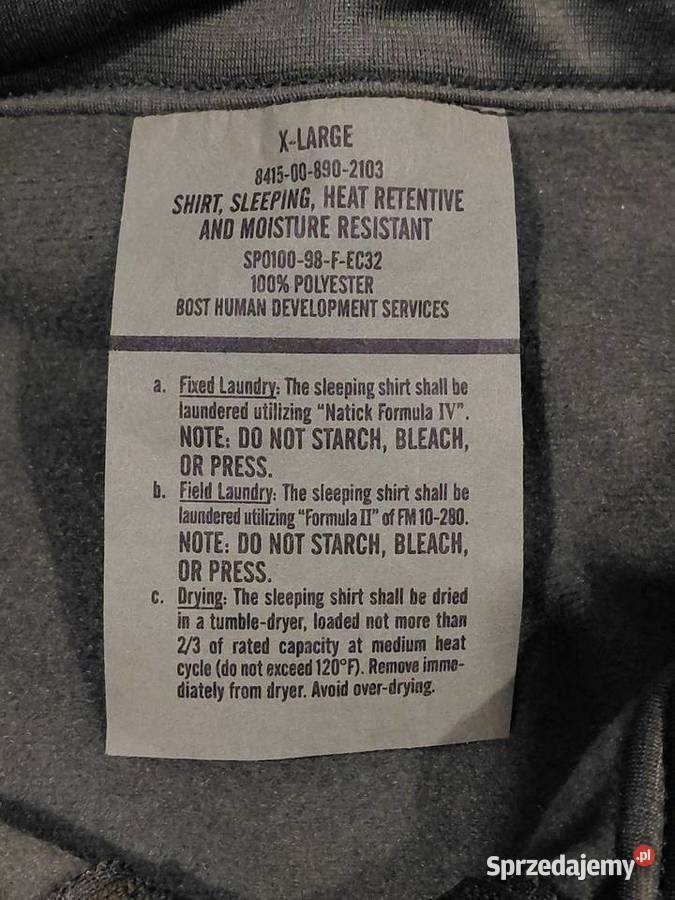 X-LARGE
8415-00-890-2103
SHIRT, SLEEPING, HEAT RETENTIVE
AND MOISTURE RESISTANT
SPO100-98-F-EC32
100% POLYESTER
BOST HUMAN DEVELOPMENT SERVICES
a. Fixed Laundry: The sleeping shirt shall be
laundered utilizing "Natick Formula IV".
NOTE: DO NOT STARCH, BLEACH,
OR PRESS.
b. Field Laundry: The sleeping shirt shall be
laundered utilizing "Formula II" of FM 10-280.
NOTE: DO NOT STARCH, BLEACH,
OR PRESS.
c. Drying: The sleeping shirt shall be dried
in a tumble-dryer, loaded not more than
2/3 of rated capacity at medium heat
cycle (do not exceed 120°F). Remove imme-
diately from dryer. Avoid over-drying.
Sprzedajemy.pl